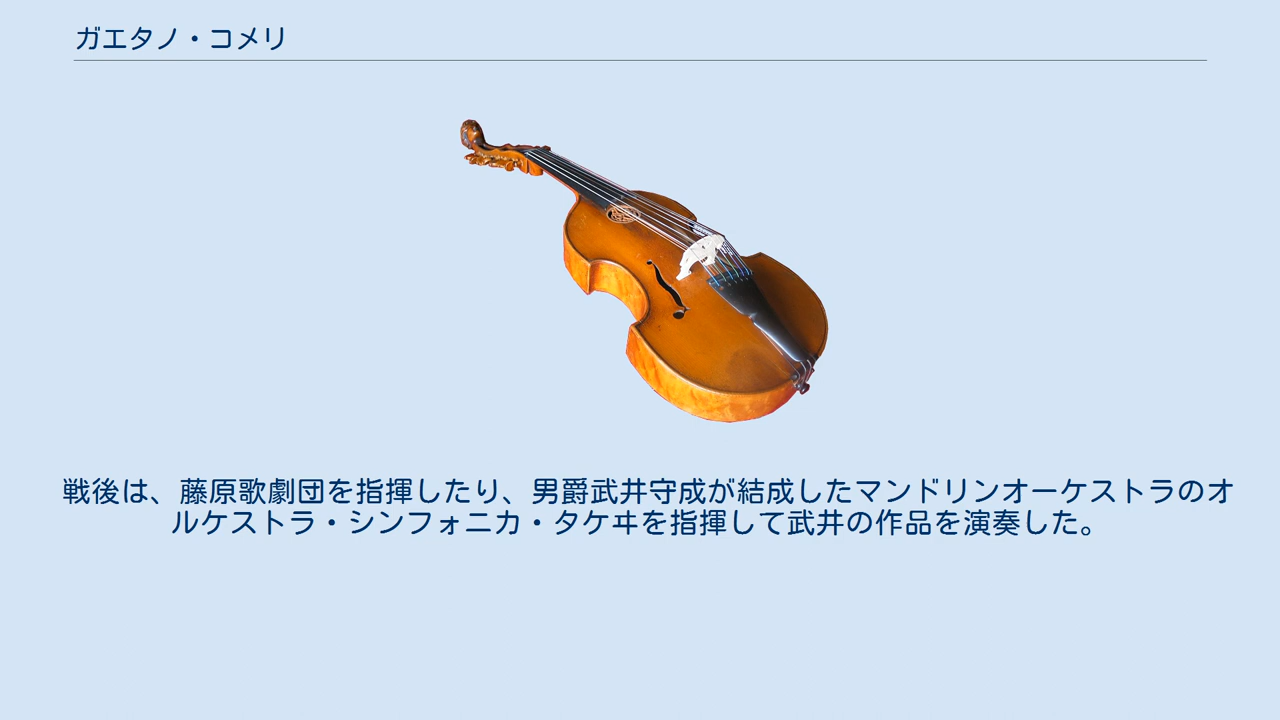 ガエタノ・コメリ
戦後は、藤原歌劇団を指揮したり、男爵武井守成が結成したマンドリンオーケストラのオ
ルケストラ・シンフォニカ・タケヰを指揮して武井の作品を演奏した。